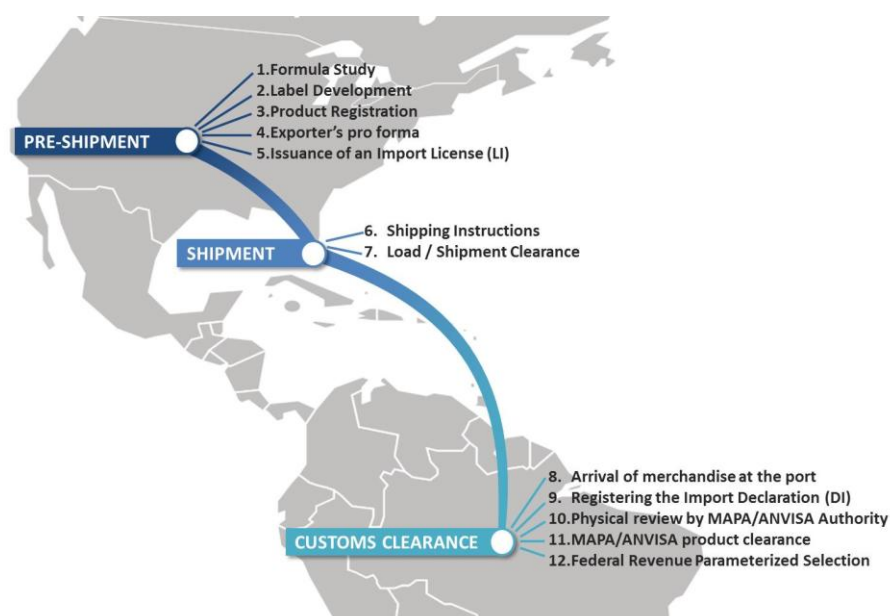 1.Formula Study
2.Label Development
3.Product Registration
PRE-SHIPMENT
4.Exporter's pro forma
5.Issuance of an Import License (LI)
6. Shipping Instructions
SHIPMENT
7. Load / Shipment Clearance
8. Arrival of merchandise at the port
9. Registering the Import Declaration (DI)
10.Physical review by MAPA/ANVISA Authority
CUSTOMS CLEARANCE
11.MAPA/ANVISA product clearance
12.Federal Revenue Parameterized Selection